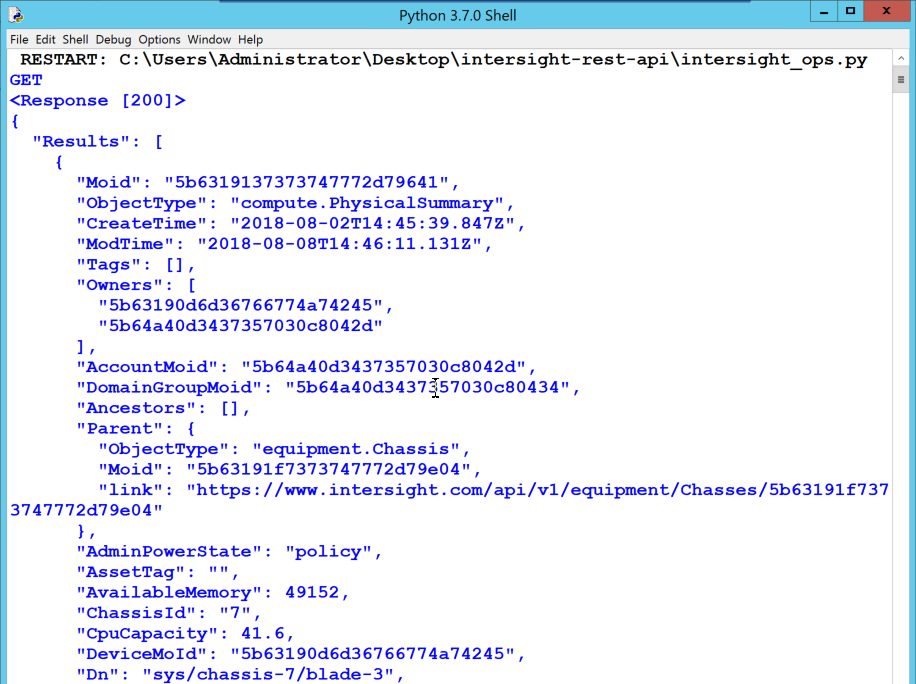 Python 3.7.0 Shell
File Edit Shell Debug Options Window Help
RESTART: C:\Users\Administrator\Desktop\intersight-rest-api\intersight_ops.py
GET
<Response [200]>
{
"Results": [
{
"Moid": "5b6319137373747772d79641",
"ObjectType": "compute.PhysicalSummary",
"CreateTime": "2018-08-02T14:45:39.847Z",
"ModTime": "2018-08-08T14:46:11.131Z",
"Tags": [],
"Owners": [
"5b63190d6d36766774a74245",
"5b64a40d3437357030c8042d"
],
"AccountMoid": "5b64a40d3437357030c8042d",
"DomainGroupMoid": "5b64a40d3437357030c80434",
"Ancestors": [],
"Parent": {
"ObjectType": "equipment.Chassis",
"Moid": "5b63191f7373747772d79e04",
"link": "https://www.intersight.com/api/v1/equipment/Chasses/5b63191f737
3747772d79e04"
},
"AdminPowerState": "policy",
"AssetTag": "",
"AvailableMemory": 49152,
"ChassisId": "7",
"CpuCapacity": 41.6,
"DeviceMoId": "5b63190d6d36766774a74245",
"Dn": "sys/chassis-7/blade-3",